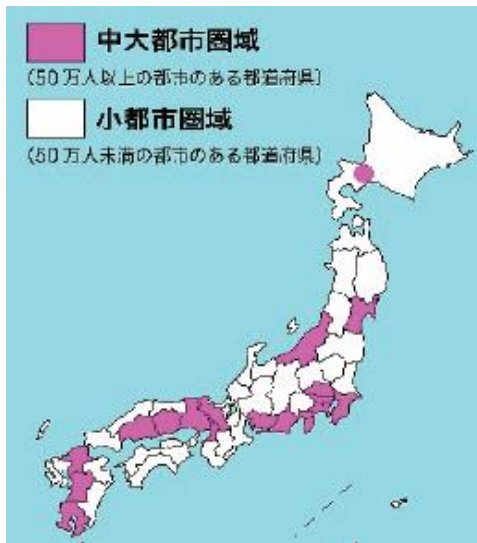 中大都市圏域
(50万人以上の都市のある都道府県)
小都市圏域
(50万人未満の都市のある都道府県)